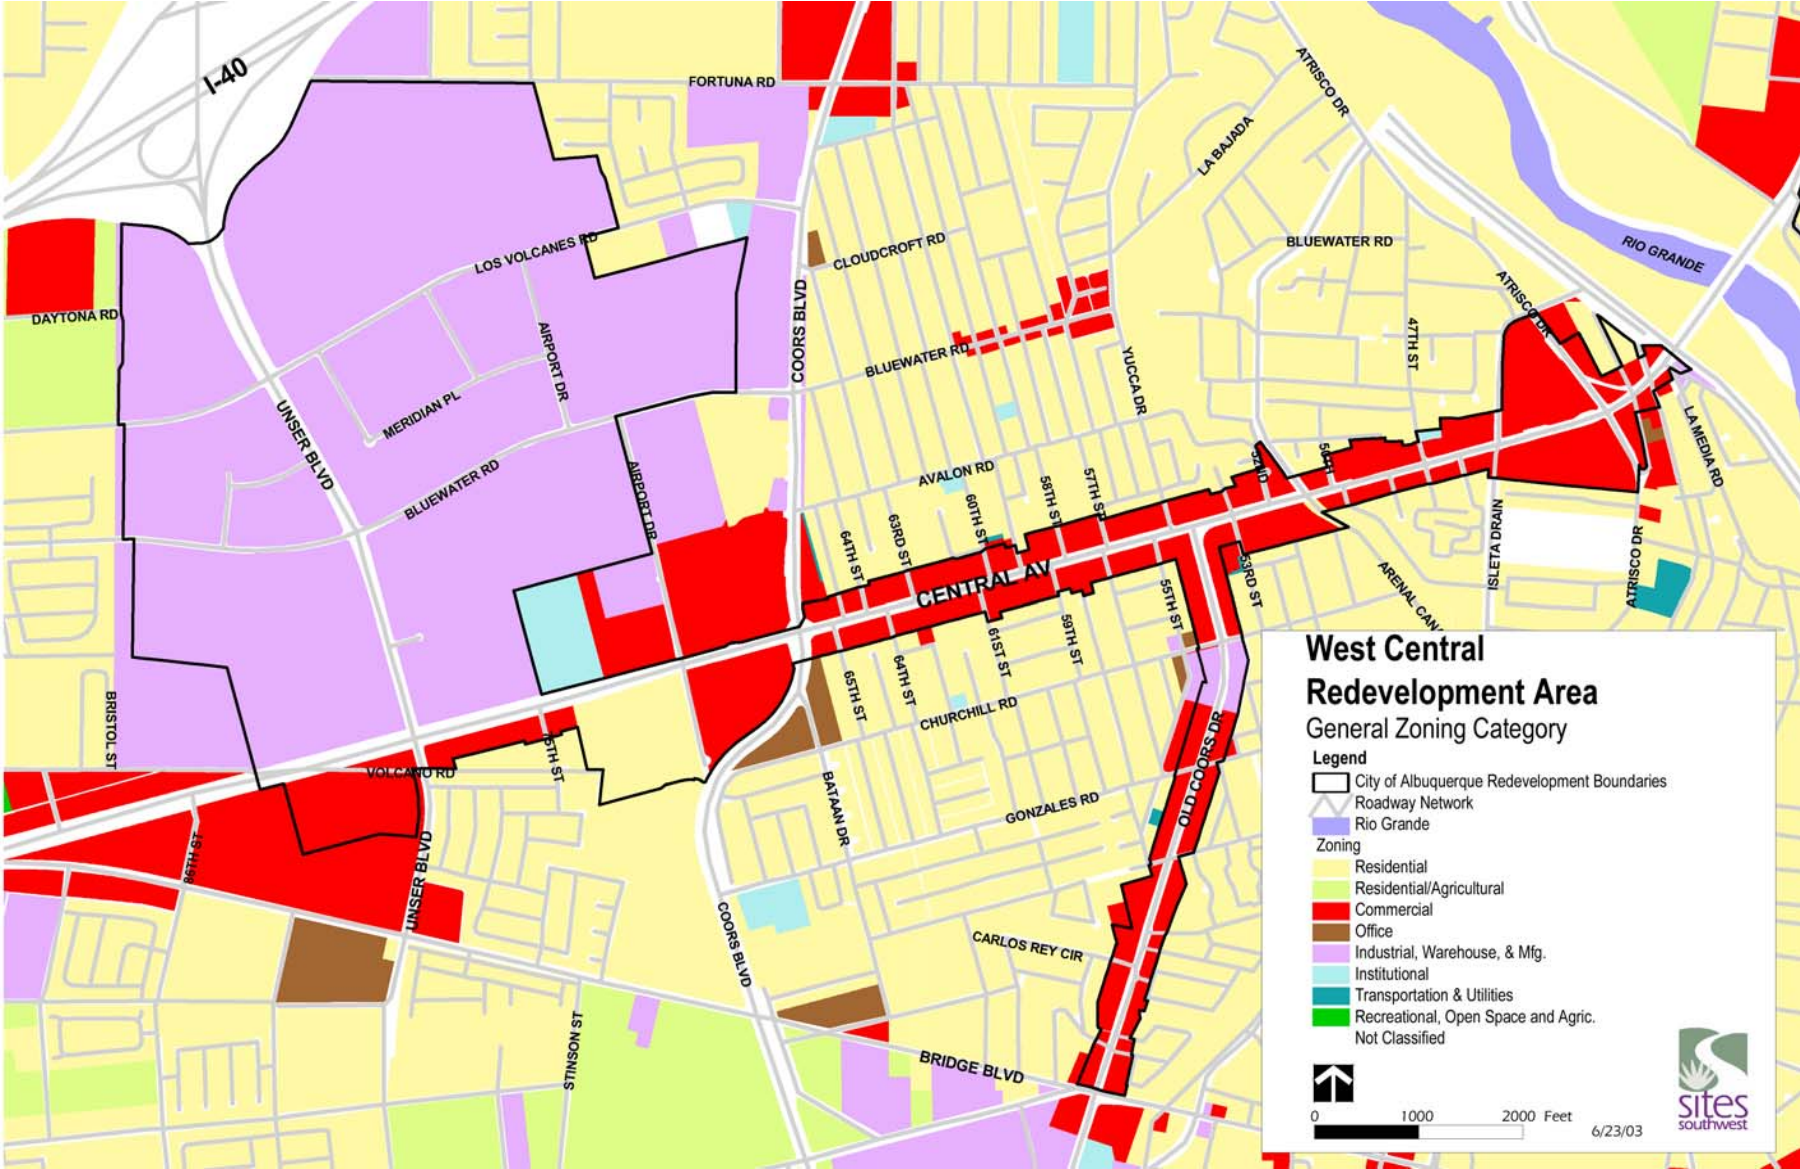 I-40
FORTUNA RD
ATRISCO DR
LA BAJADA
RIO GRANDE
LOS VOLCANES RD
CLOUDCROFT RD
BLUEWATER RD
ATRISCO DR
DAYTONA RD
AIRPORT DR
COORS BLVD
BLUEWATER RD
YUCCA DR
47TH ST
MERIDIAN PL
UNSER BLVD
LA MEDIA RD
BLUEWATER RD
AIRPORT DR
AVALON RD
60TH ST
58TH ST
57TH ST
52ND
50TH
64TH ST
63RD ST
CENTRAL AV
55TH ST
53RD ST
ARENAL CANA
ISLETA DRAIN
ATRISCO DR
BRISTOL ST
65TH ST
64TH ST
61ST ST
59TH ST
CHURCHILL RD
VOLCANO RD
75TH ST
BATAAN DR
GONZALES RD
OLD COORS DR
86TH ST
UNSER BLVD
COORS BLVD
CARLOS REY CIR
STINSON ST
BRIDGE BLVD
West Central
Redevelopment Area
General Zoning Category
Legend
City of Albuquerque Redevelopment Boundaries
Roadway Network
Rio Grande
Zoning
Residential
Residential/Agricultural
Commercial
Office
Industrial, Warehouse, & Mfg.
Institutional
Transportation & Utilities
Recreational, Open Space and Agric.
Not Classified
0 1000 2000 Feet
6/23/03
sites
southwest